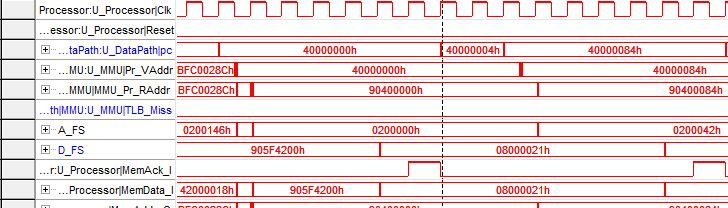 Processor:U_Processor|Clk
...essor:U_Processor|Reset
...taPath:U_DataPath|pc 40000000h 40000004h 40000084h
...MU:U_MMU|Pr_VAddr BFC0028Ch 40000000h 40000084h
...MMU|MMU_Pr_RAddr BFC0028Ch 90400000h 90400084h
...th|MMU:U_MMU|TLB_Miss
A_FS 0200146h 0200000h 0200042h
D_FS 905F4200h 08000021h
...r:U_Processor|MemAck_I
...Processor|MemData_I 42000018h 905F4200h 08000021h